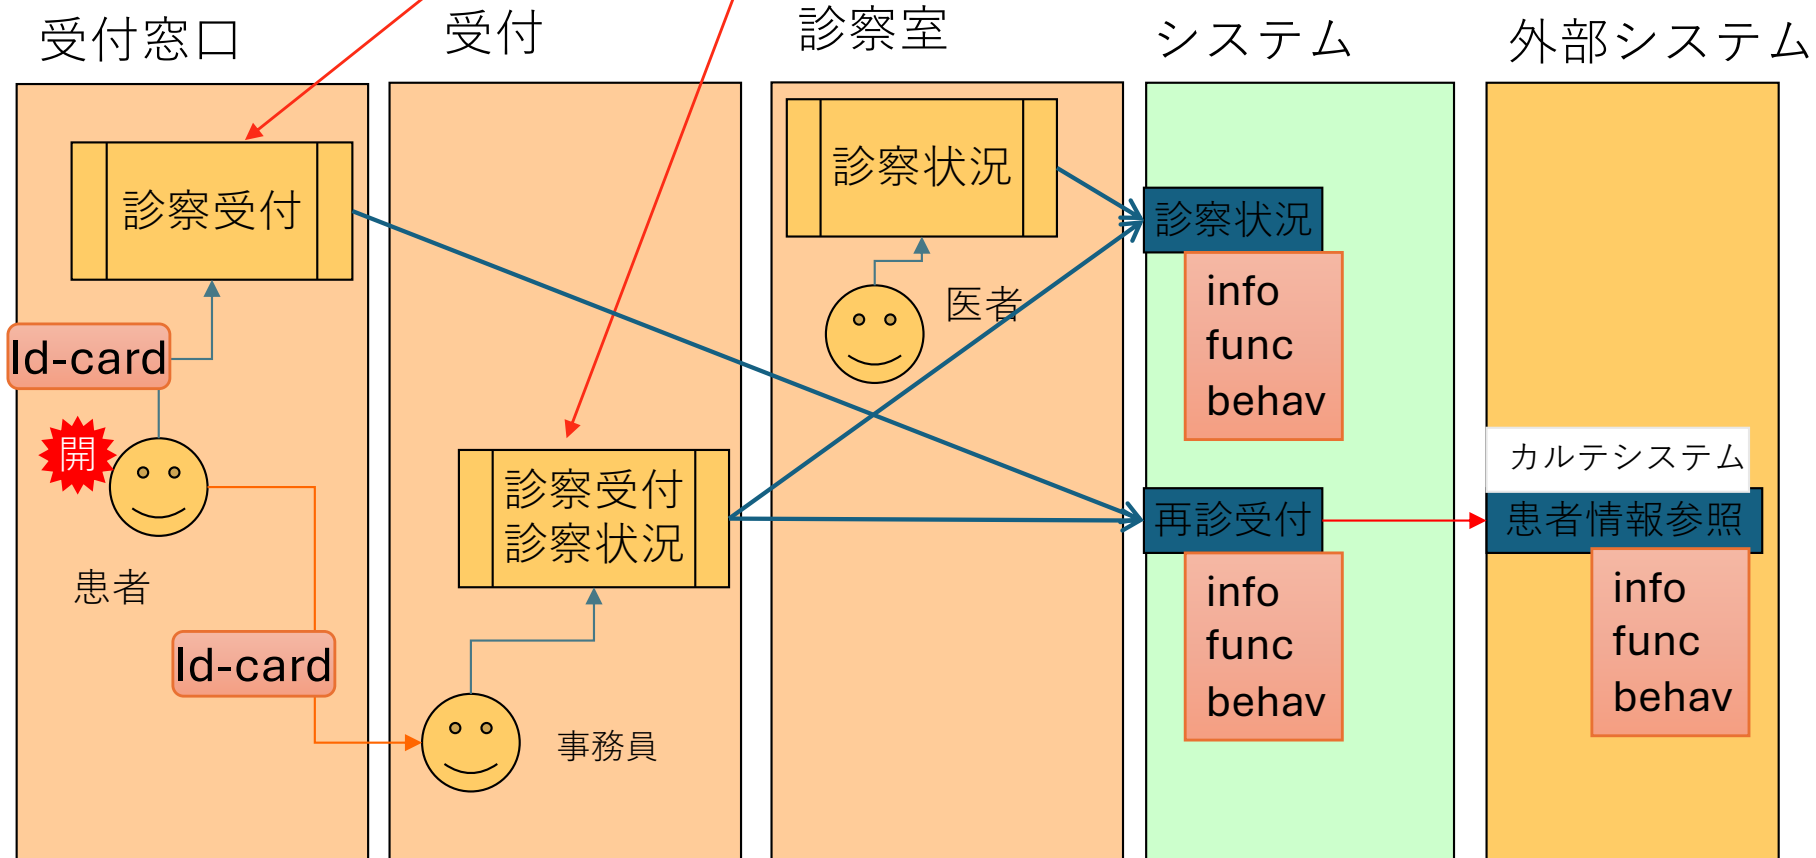 受付窓口
受付
診察室
システム
外部システム
診察受付
Id-card
開
患者
Id-card
診察受付
診察状況
事務員
診察状況
医者
診察状況
info
func
behav
再診受付
info
func
behav
カルテシステム
患者情報参照
info
func
behav